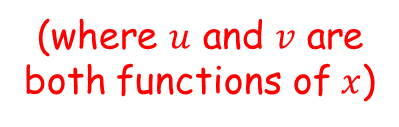 (where u and v are
both functions of x)